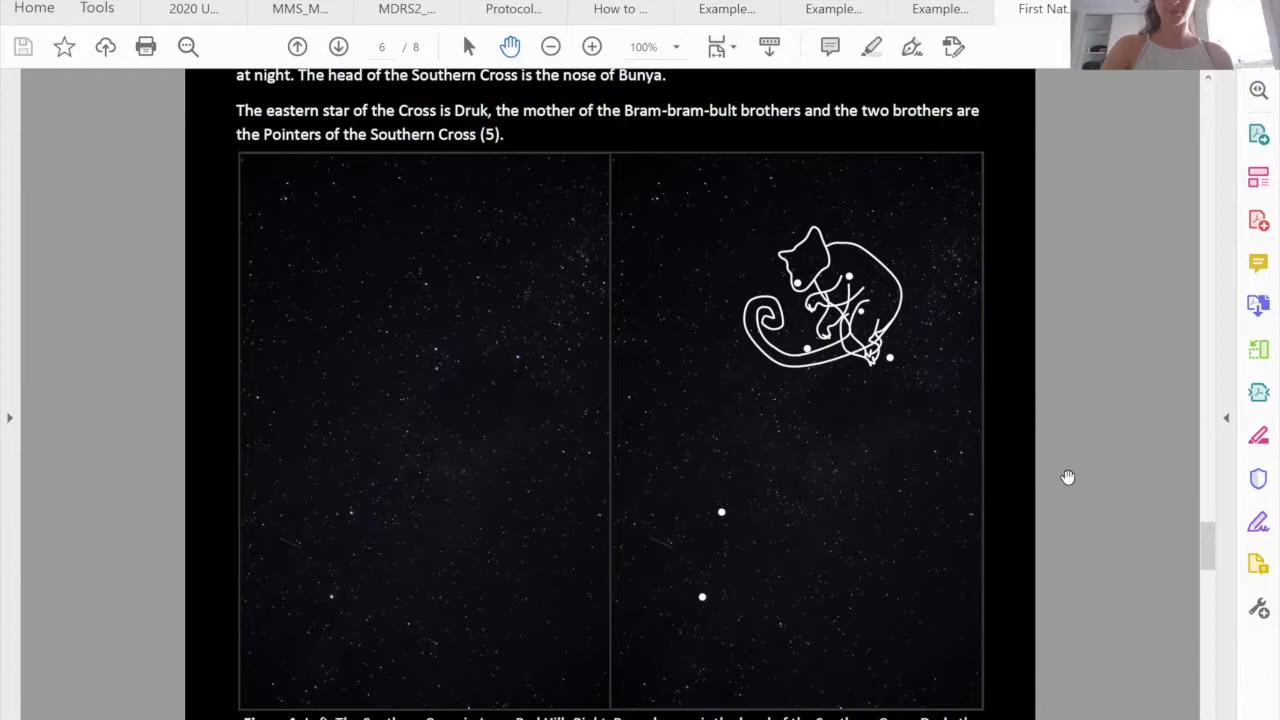 Home Tools 2020 U... MMS_M... MDRS2_... Protocol... How to ... Example... Example... Example... First Nat.
6 / 8 100%
at night. The head of the Southern Cross is the nose of Bunya.
The eastern star of the Cross is Druk, the mother of the Bram-bram-bult brothers and the two brothers are
the Pointers of the Southern Cross (5).